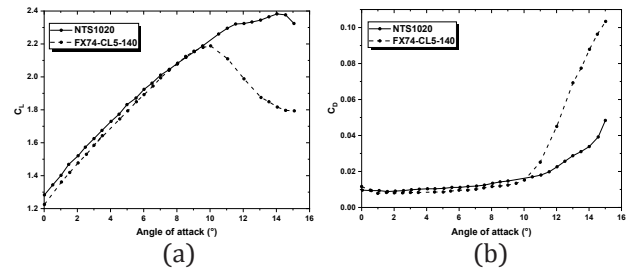 (a)
NTS1020
FX74-CL5-140
C_L
2.4
2.2
2.0
1.8
1.6
1.4
1.2
0 2 4 6 8 10 12 14 16
Angle of attack (°)
(a)
(b)
NTS1020
FX74-CL5-140
C_D
0.10
0.08
0.06
0.04
0.02
0.00
0 2 4 6 8 10 12 14 16
Angle of attack (°)
(b)